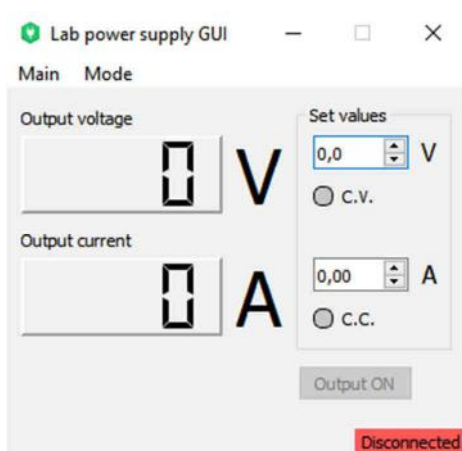 Lab power supply GUI
Main Mode
Output voltage
0 V
Set values
0,0 V
C.V.
Output current
0 A
0,00 A
C.C.
Output ON
Disconnected